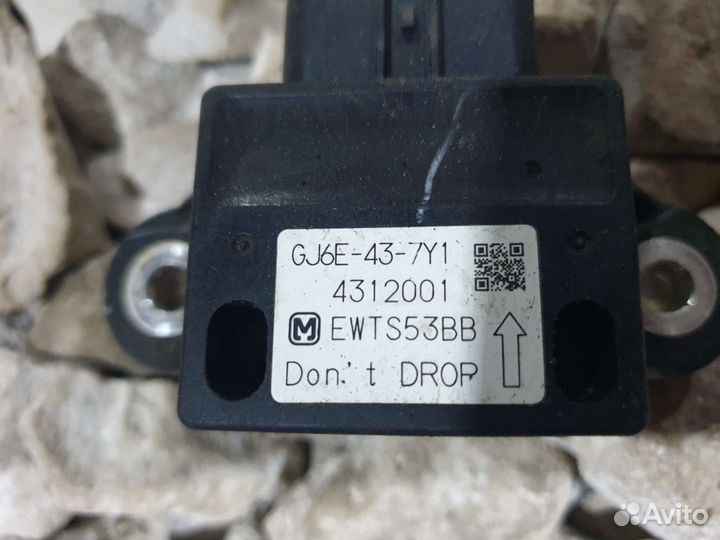 GJ6E-43-7Y1
4312001
M EWTS53BB
Don't DROP
Avito